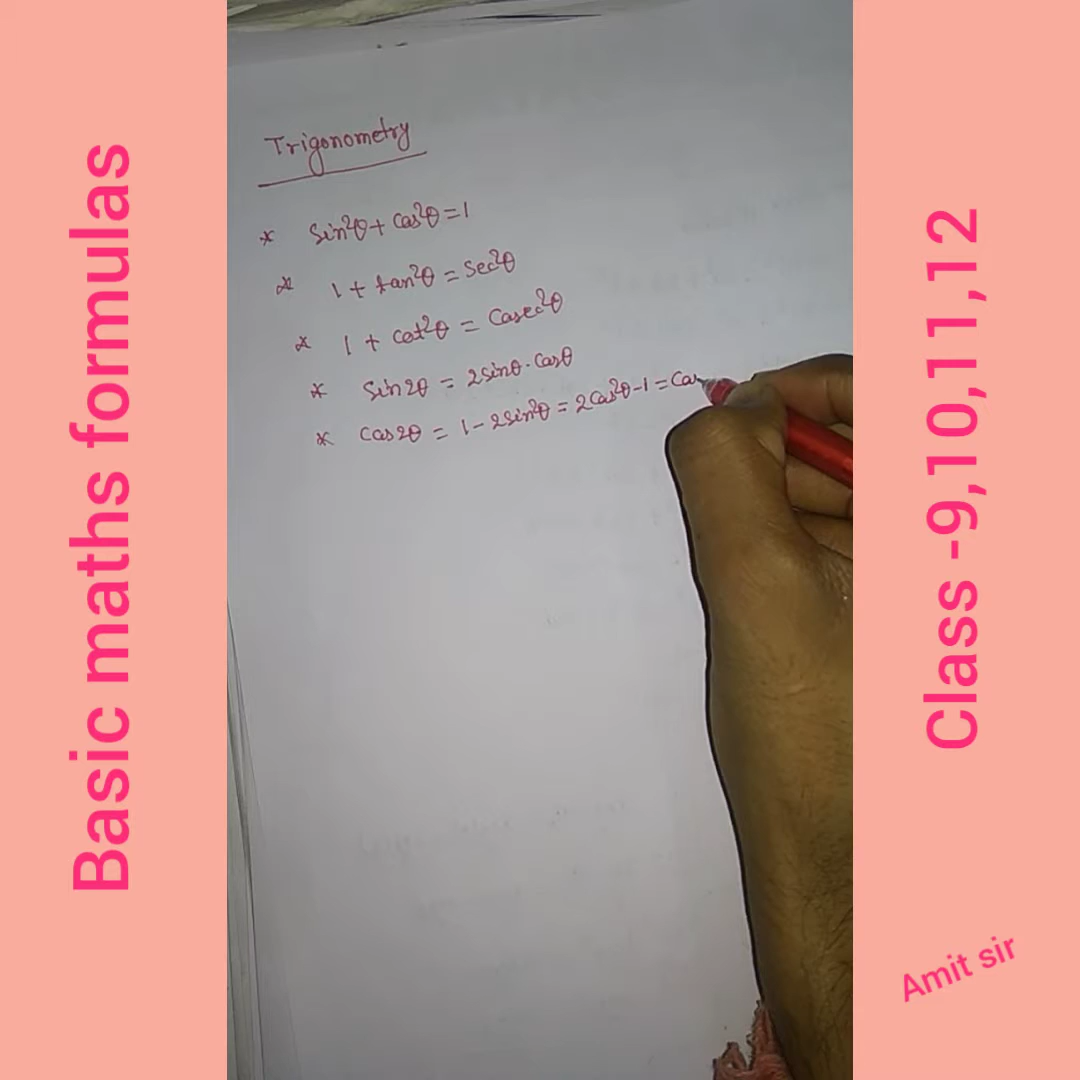 Basic maths formulas
Trigonometry
* Sin²θ + cos²θ = 1
* 1 + tan²θ = Sec²θ
* 1 + cot²θ = Cosec²θ
* Sin2θ = 2sinθ · Cosθ
* Cos2θ = 1 - 2sin²θ = 2Cos²θ - 1 = Cos
Class -9,10,11,12
Amit sir